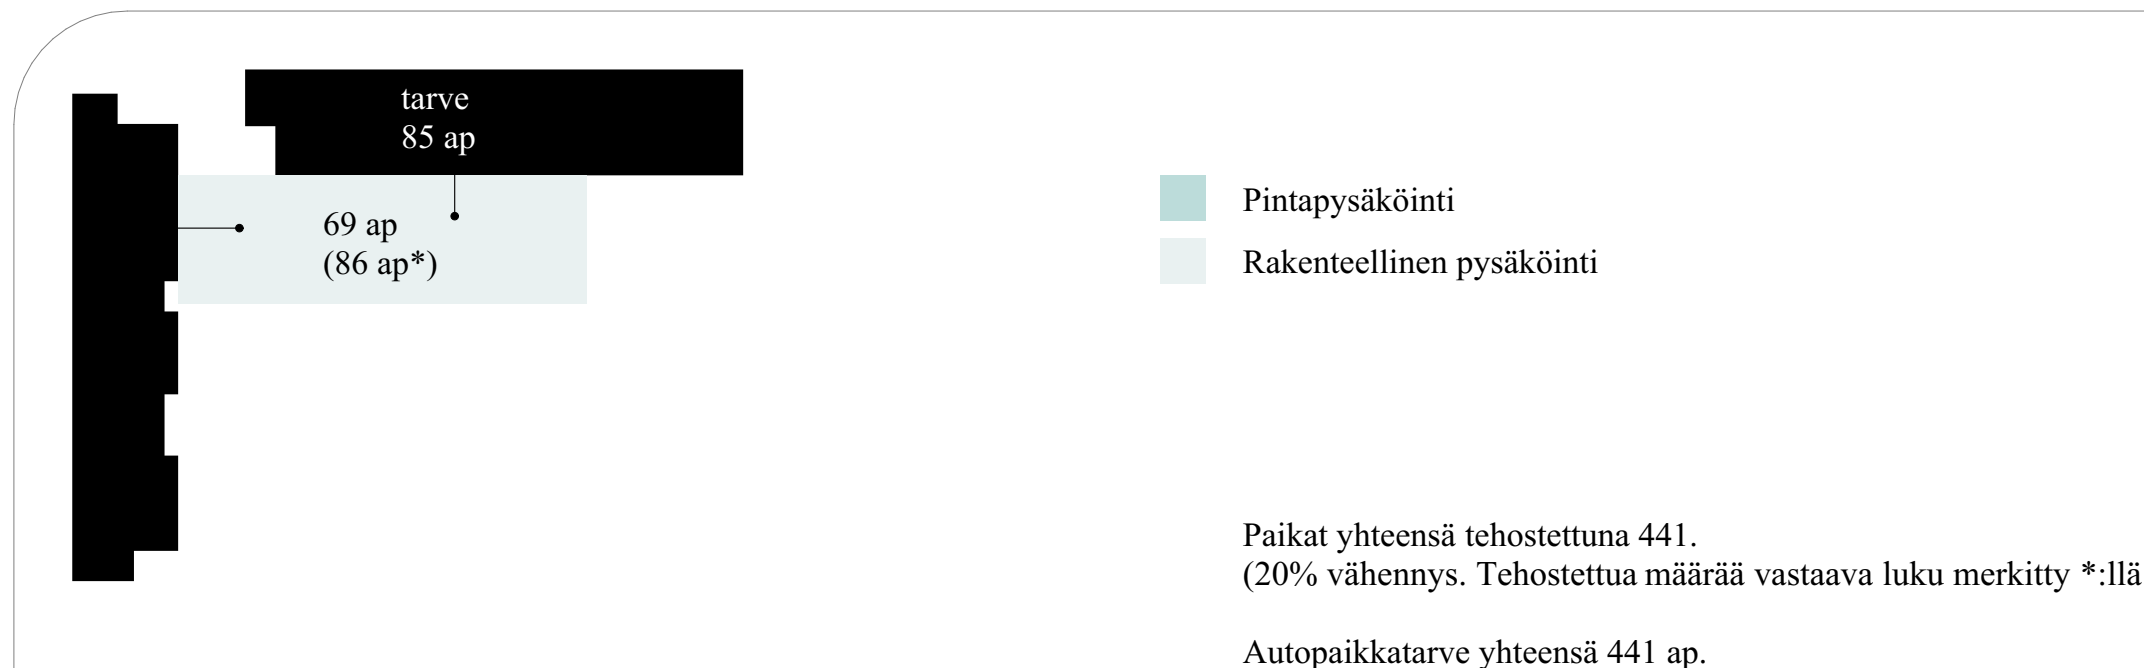 tarve
85 ap
69 ap
(86 ap*)
Pintapysäköinti
Rakenteellinen pysäköinti
Paikat yhteensä tehostettuna 441.
(20% vähennys. Tehostettua määrää vastaava luku merkitty *:llä
Autopaikkatarve yhteensä 441 ap.